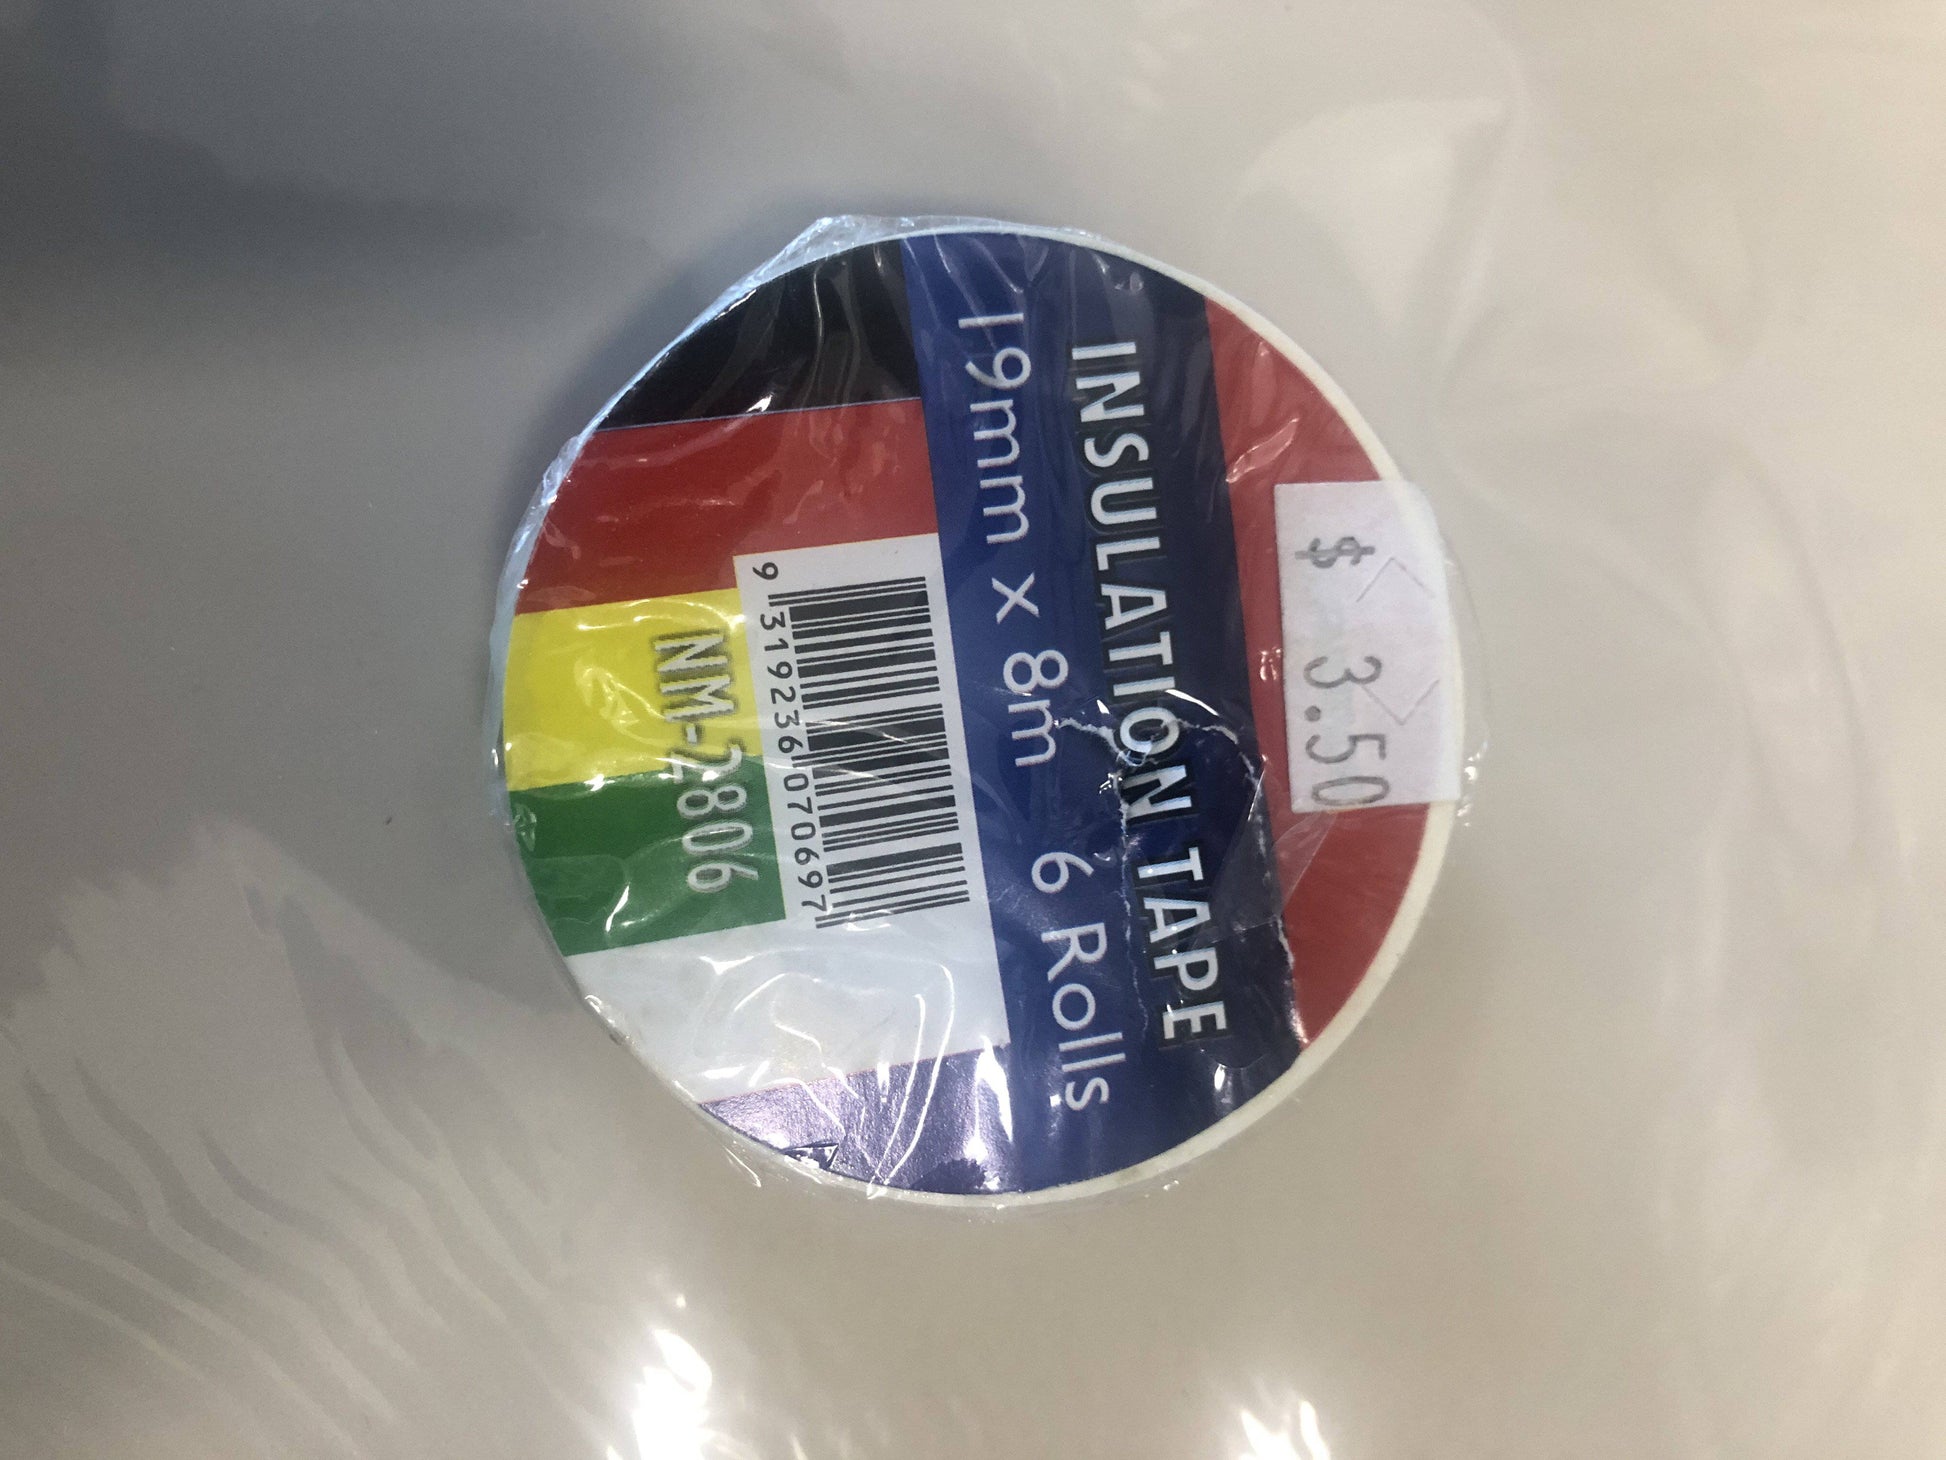 $ 3.50
INSULATION TAPE
19mm x 8m 6 Rolls
9 319236 070697
NM-2806